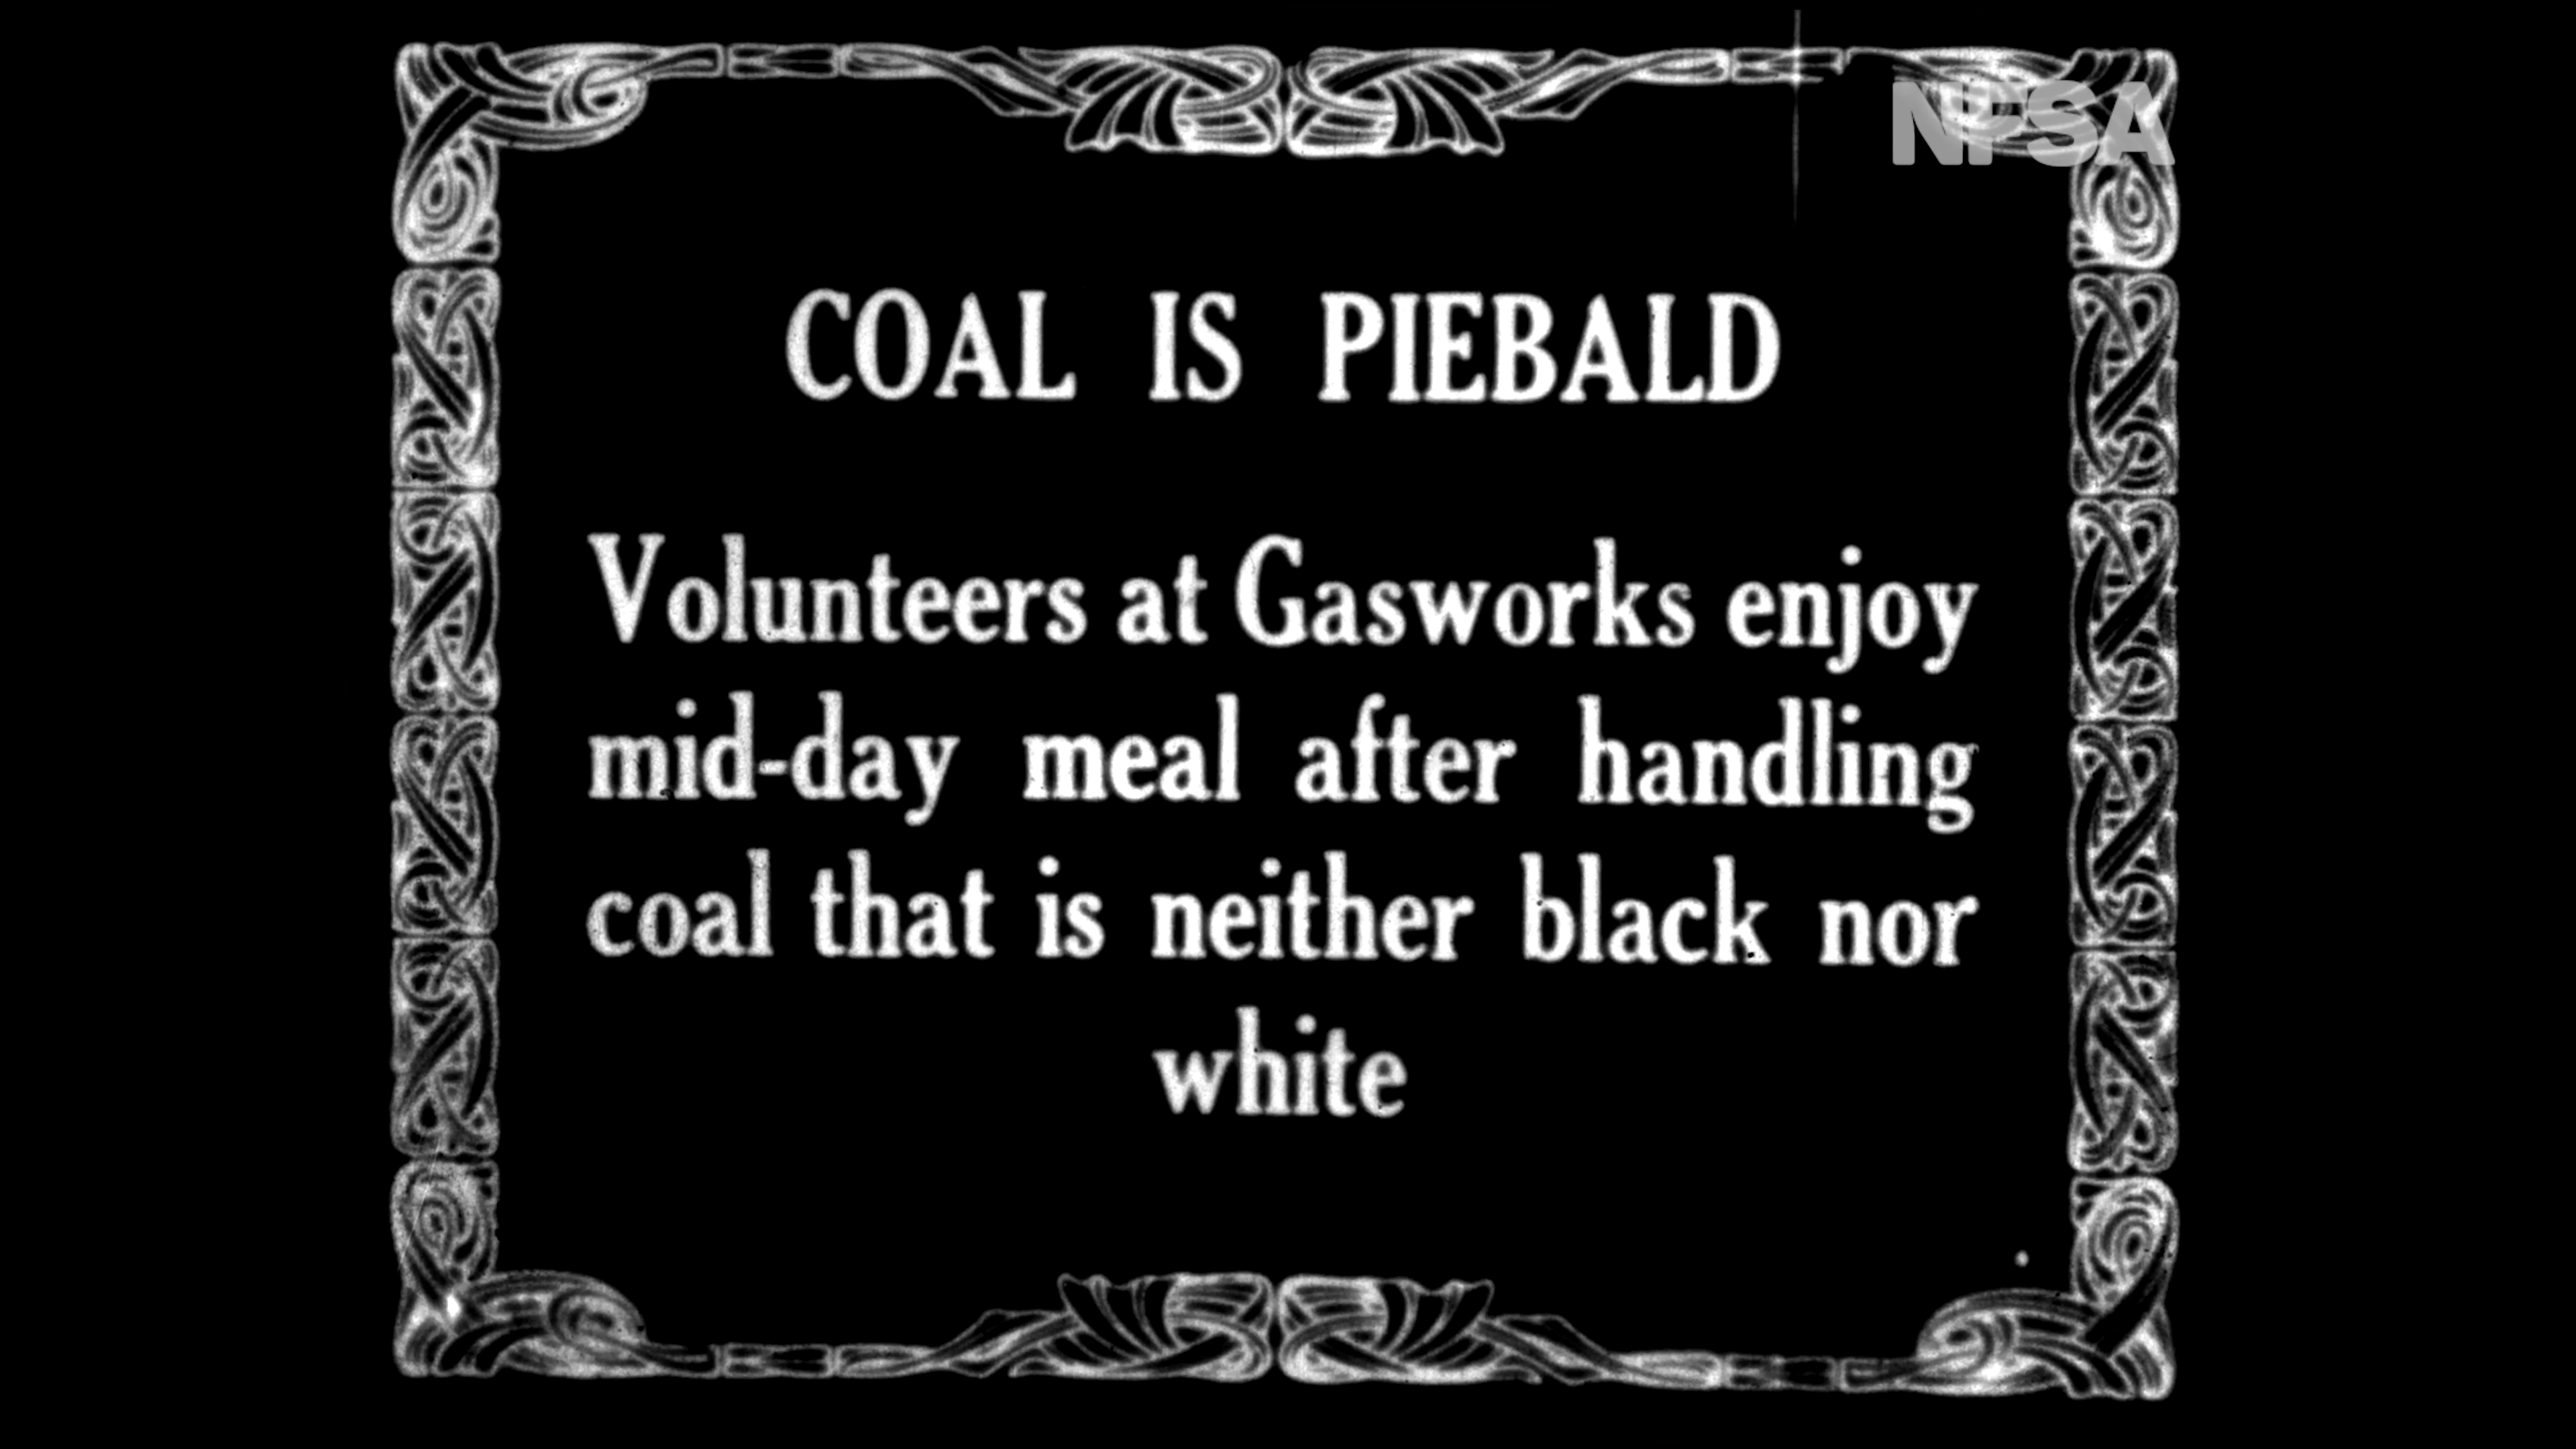 NFSA
COAL IS PIEBALD
Volunteers at Gasworks enjoy
mid-day meal after handling
coal that is neither black nor
white